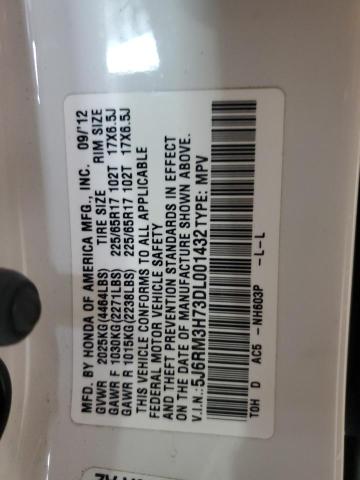 MFD. BY HONDA OF AMERICA MFG., INC. 09/'12
GVWR 2025KG(4464LBS) TIRE SIZE RIM SIZE
GAWR F 1030KG(2271LBS) 225/65R17 102T 17X6.5J
GAWR R 1015KG(2238LBS) 225/65R17 102T 17X6.5J
THIS VEHICLE CONFORMS TO ALL APPLICABLE
FEDERAL MOTOR VEHICLE SAFETY
AND THEFT PREVENTION STANDARDS IN EFFECT
ON THE DATE OF MANUFACTURE SHOWN ABOVE.
V.I.N.: 5J6RM3H73DL001432 TYPE: MPV
T0H D AC5 -NH603P -L-L